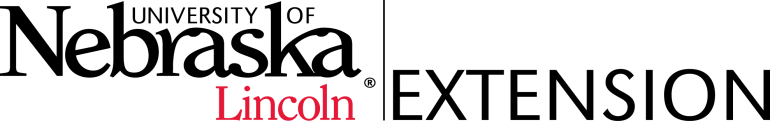 UNIVERSITY OF
Nebraska
Lincoln®
EXTENSION